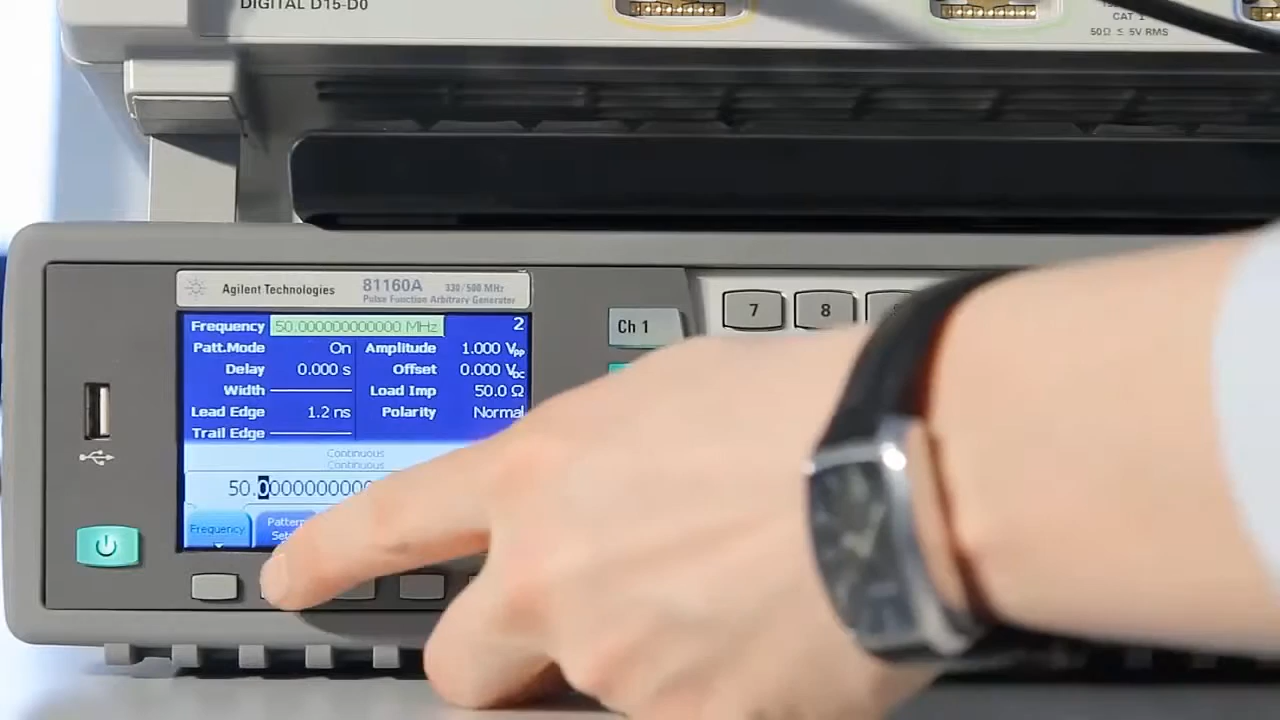 DIGITAL D15-D0
CAT I
50Ω ≤ 5V RMS
Agilent Technologies
81160A
330/500 MHz
Pulse Function Arbitrary Generator
Frequency 50.000000000000 MHz 2
Patt.Mode On Amplitude 1.000 Vpp
Delay 0.000 s Offset 0.000 VDC
Width Load Imp 50.0 Ω
Lead Edge 1.2 ns Polarity Normal
Trail Edge
Continuous
Continuous
Frequency
Ch 1
7 8